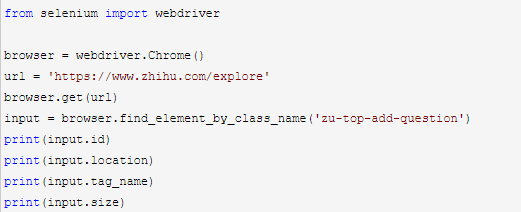 from selenium import webdriver
browser = webdriver.Chrome()
url = 'https://www.zhihu.com/explore'
browser.get(url)
input = browser.find_element_by_class_name('zu-top-add-question')
print(input.id)
print(input.location)
print(input.tag_name)
print(input.size)